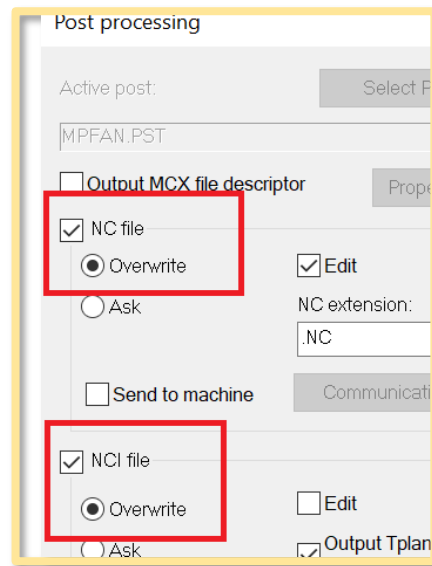 Post processing
Active post:
Select P
MPFAN.PST
Output MCX file descriptor
Prope
NC file
Overwrite
Edit
Ask
NC extension:
.NC
Send to machine
Communicati
NCI file
Overwrite
Edit
Ask
Output Tplan